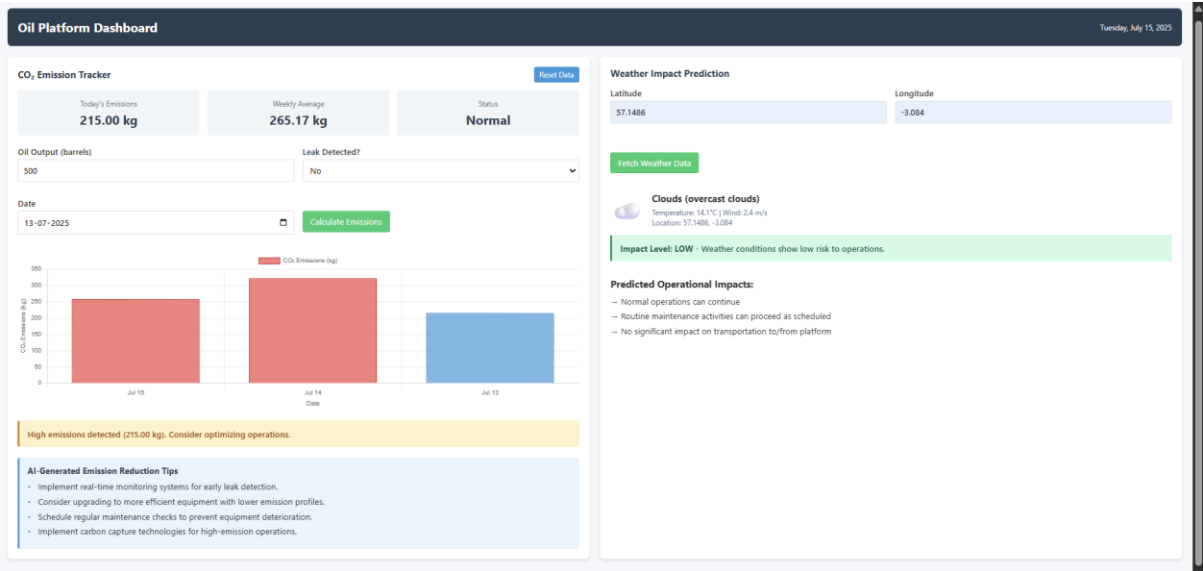 Oil Platform Dashboard
Tuesday, July 15, 2025
CO₂ Emission Tracker
Reset Data
Today's Emissions
215.00 kg
Weekly Average
265.17 kg
Status
Normal
Oil Output (barrels)
500
Leak Detected?
No
Date
13-07-2025
Calculate Emissions
CO₂ Emissions (kg)
CO₂ Emissions (kg)
350
300
250
200
150
100
50
0
Jul 15
Jul 14
Jul 13
Date
High emissions detected (215.00 kg). Consider optimizing operations.
AI-Generated Emission Reduction Tips
• Implement real-time monitoring systems for early leak detection.
• Consider upgrading to more efficient equipment with lower emission profiles.
• Schedule regular maintenance checks to prevent equipment deterioration.
• Implement carbon capture technologies for high-emission operations.
Weather Impact Prediction
Latitude
57.1486
Longitude
-3.084
Fetch Weather Data
Clouds (overcast clouds)
Temperature: 14.1°C | Wind: 2.4 m/s
Location: 57.1486, -3.084
Impact Level: LOW - Weather conditions show low risk to operations.
Predicted Operational Impacts:
→ Normal operations can continue
→ Routine maintenance activities can proceed as scheduled
→ No significant impact on transportation to/from platform